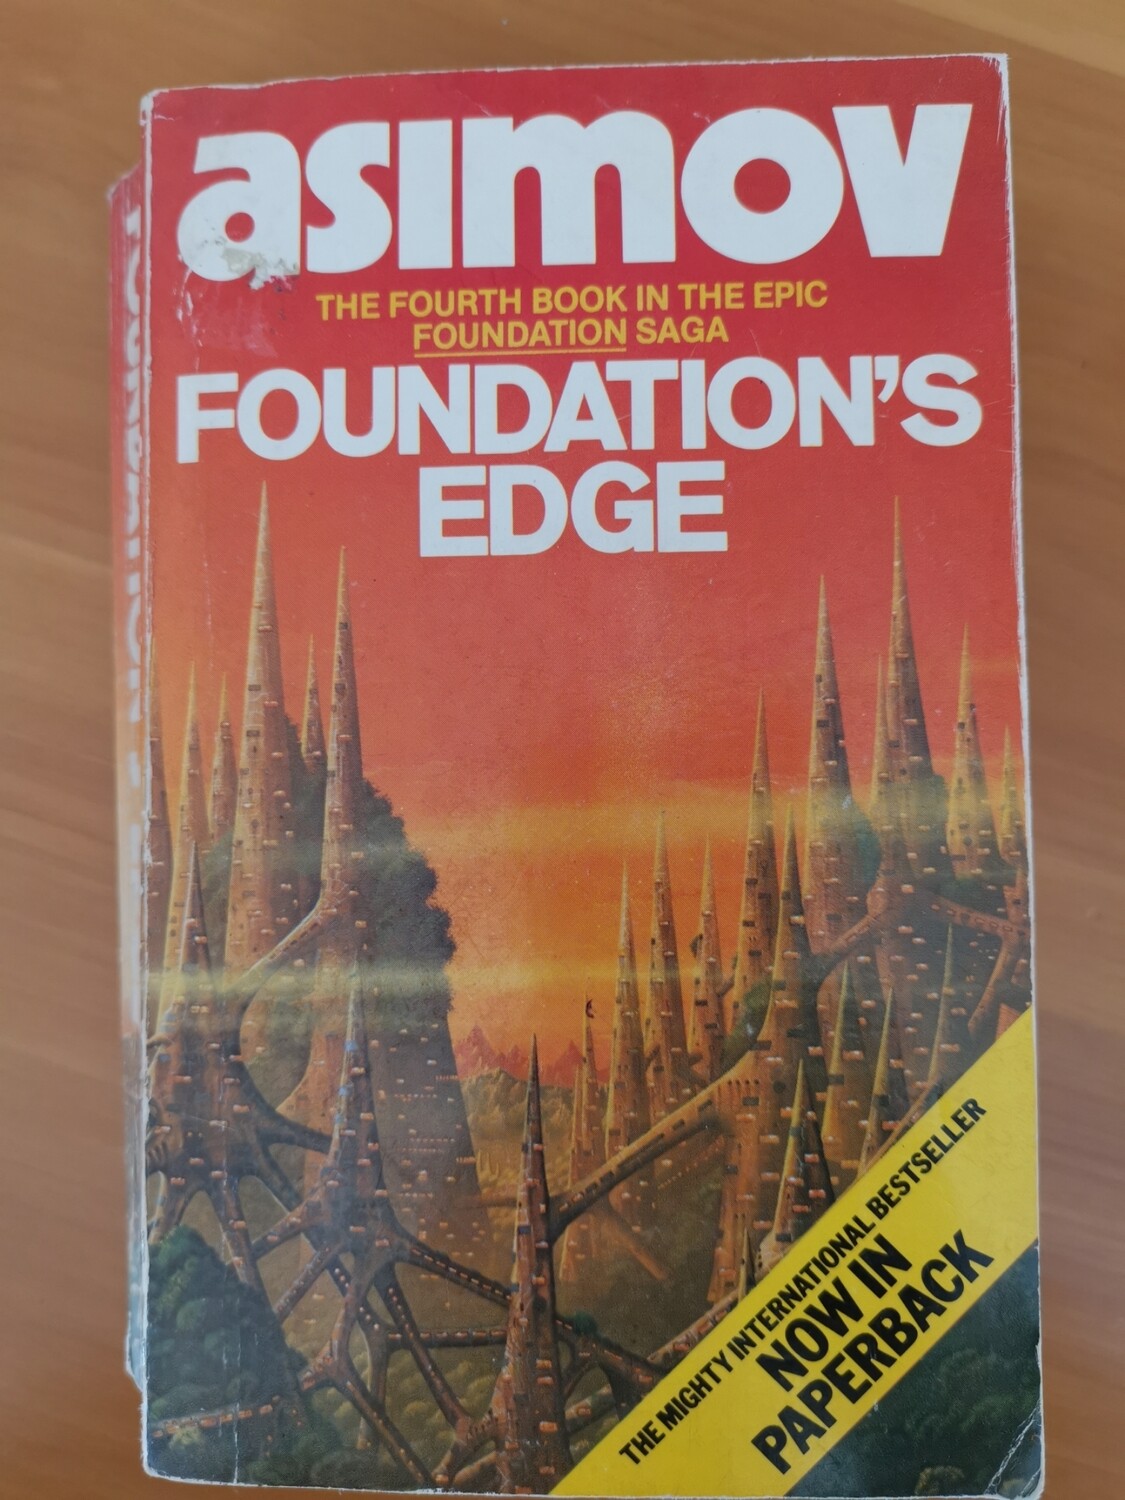 asimov
THE FOURTH BOOK IN THE EPIC
FOUNDATION SAGA
FOUNDATION'S
EDGE
THE MIGHTY INTERNATIONAL BESTSELLER
NOW IN
PAPERBACK